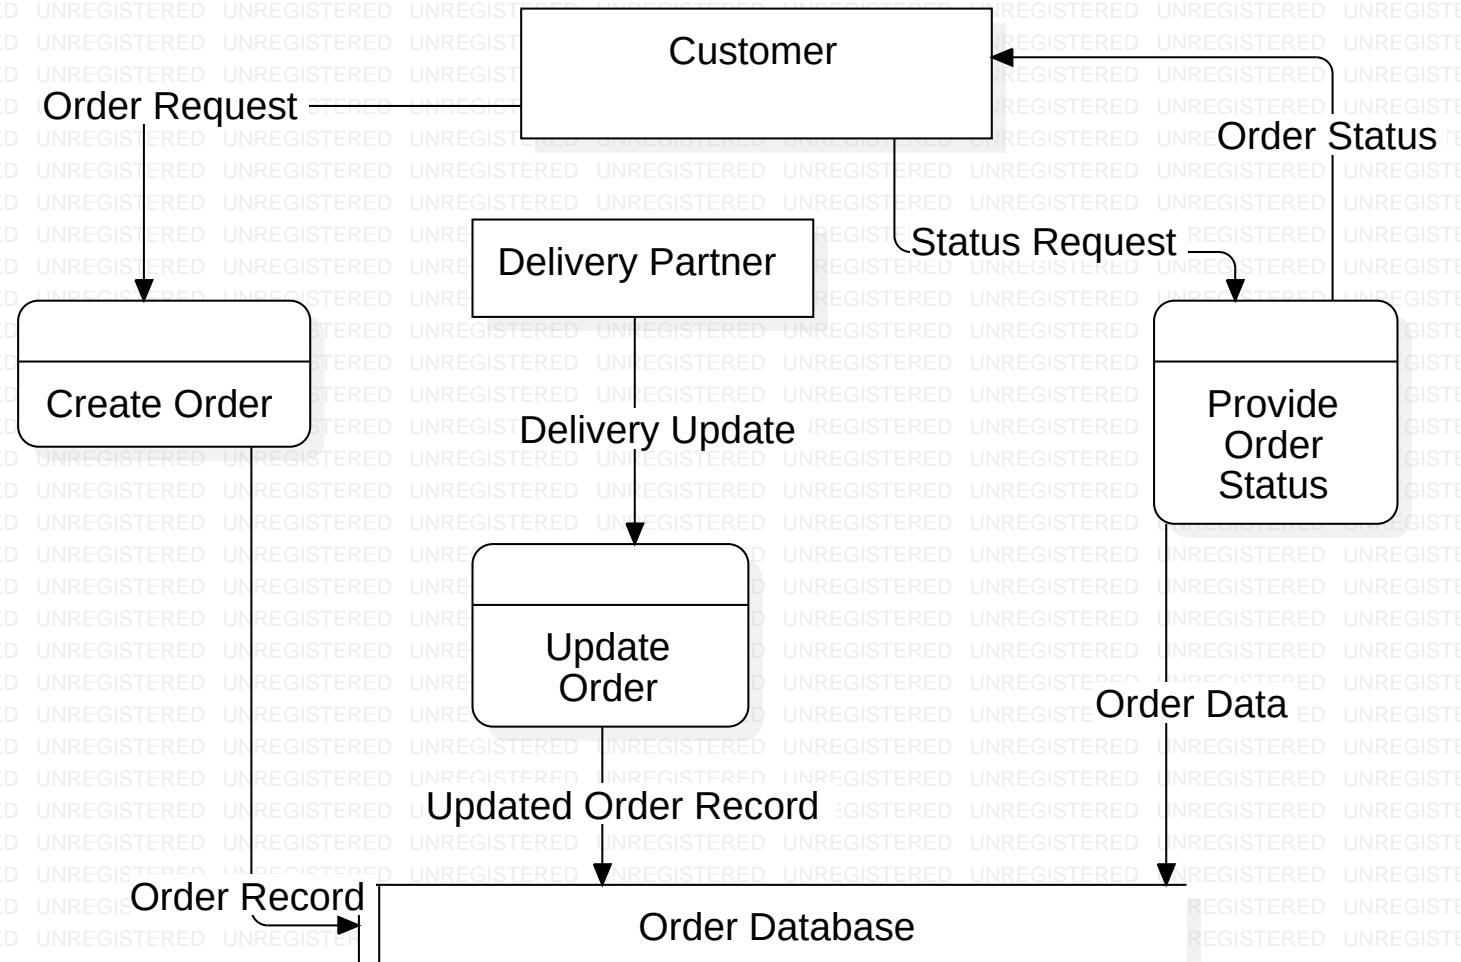 Customer
Order Request
Order Status
Status Request
Delivery Partner
Create Order
Delivery Update
Provide
Order
Status
Update
Order
Order Data
Updated Order Record
Order Record
Order Database
UNREGISTERED